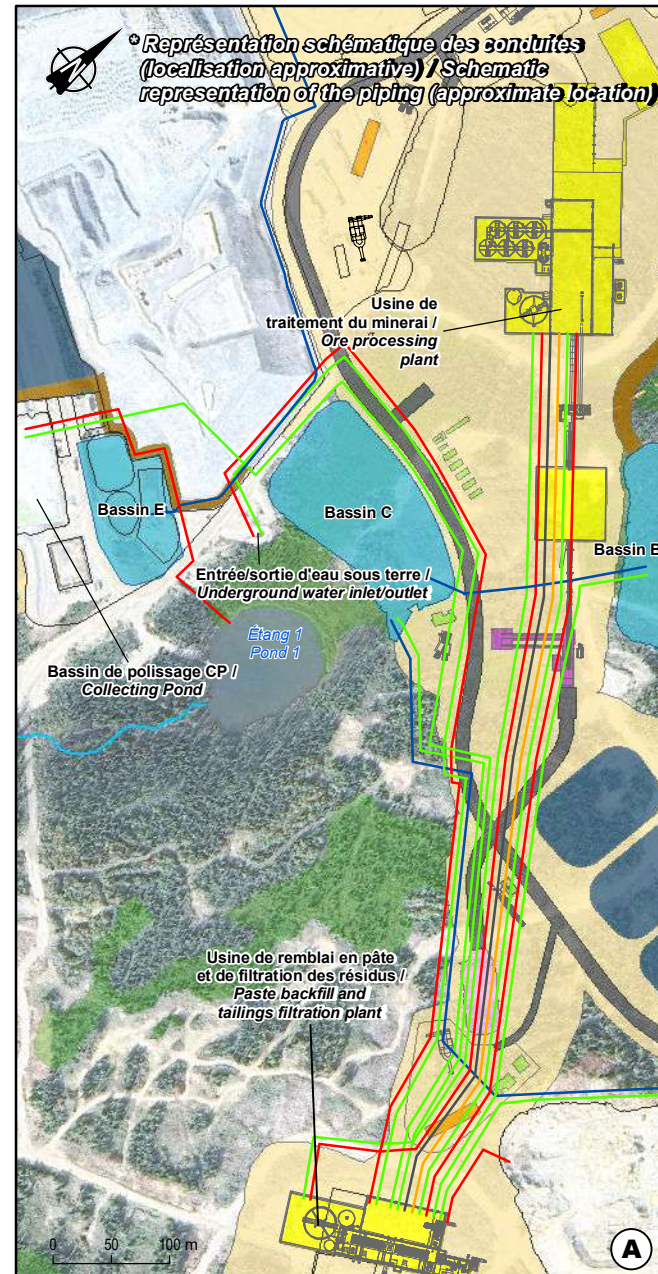 * Représentation schématique des conduites
(localisation approximative) / Schematic
representation of the piping (approximate location)
Usine de
traitement du minerai /
Ore processing
plant
Bassin E
Bassin C
Bassin B
Entrée/sortie d'eau sous terre /
Underground water inlet/outlet
Étang 1
Pond 1
Bassin de polissage CP /
Collecting Pond
Usine de remblai en pâte
et de filtration des résidus /
Paste backfill and
tailings filtration plant
0 50 100 m
A